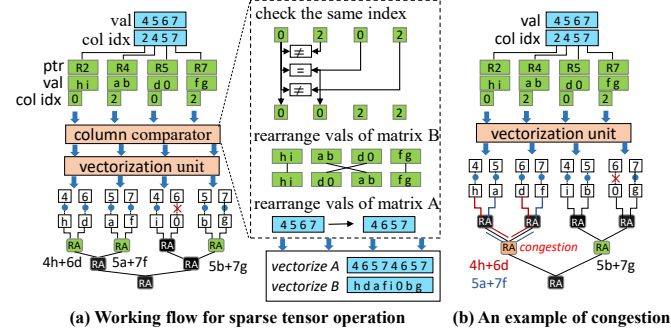 val 4 5 6 7
col idx 2 4 5 7
ptr R2 R4 R5 R7
val h i a b d 0 f g
col idx 0 2 0 2
column comparator
vectorization unit
4 6 5 7 4 6 5 7
h d a f i 0 b g
RA RA RA RA
4h+6d RA 5a+7f RA 5b+7g
RA
check the same index
0 2 0 2
≠
=
≠
0 0 2 2
rearrange vals of matrix B
h i a b d 0 f g
h i d 0 a b f g
rearrange vals of matrix A
4 5 6 7 4 6 5 7
vectorize A 4 6 5 7 4 6 5 7
vectorize B h d a f i 0 b g
(a) Working flow for sparse tensor operation
val 4 5 6 7
col idx 2 4 5 7
R2 R4 R5 R7
h i a b d 0 f g
0 2 0 2
vectorization unit
4 5 6 7 4 5 6 7
h a d f i b 0 g
RA RA RA RA
RA congestion RA
4h+6d 5b+7g
5a+7f RA
(b) An example of congestion